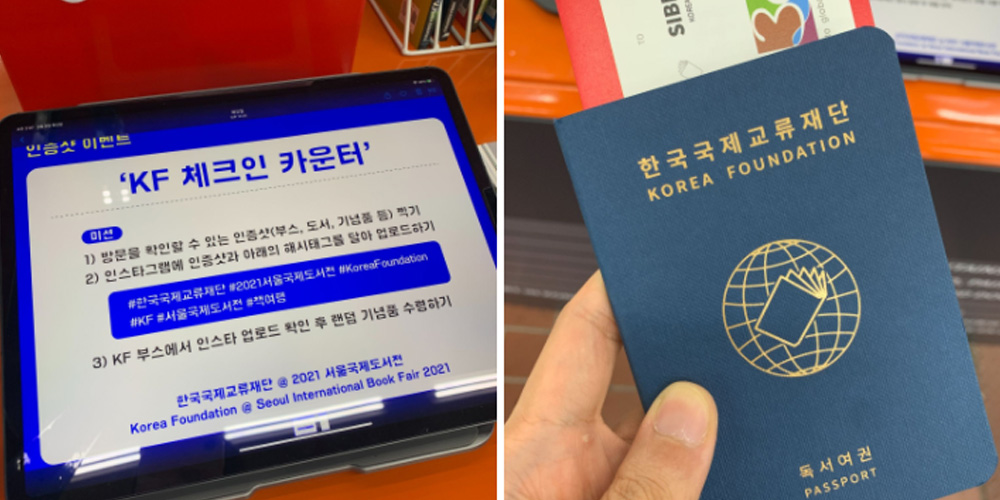 인증샷 이벤트
'KF 체크인 카운터'
미션
1) 방문을 확인할 수 있는 인증샷(부스, 도서, 기념품 등) 찍기
2) 인스타그램에 인증샷과 아래의 해시태그를 달아 업로드하기
#한국국제교류재단 #2021서울국제도서전 #KoreaFoundation
#KF #서울국제도서전 #책여행
3) KF 부스에서 인스타 업로드 확인 후 랜덤 기념품 수령하기
한국국제교류재단 @ 2021 서울국제도서전
Korea Foundation @ Seoul International Book Fair 2021
TO
한국국제교류재단
KOREA FOUNDATION
독서여권
PASSPORT